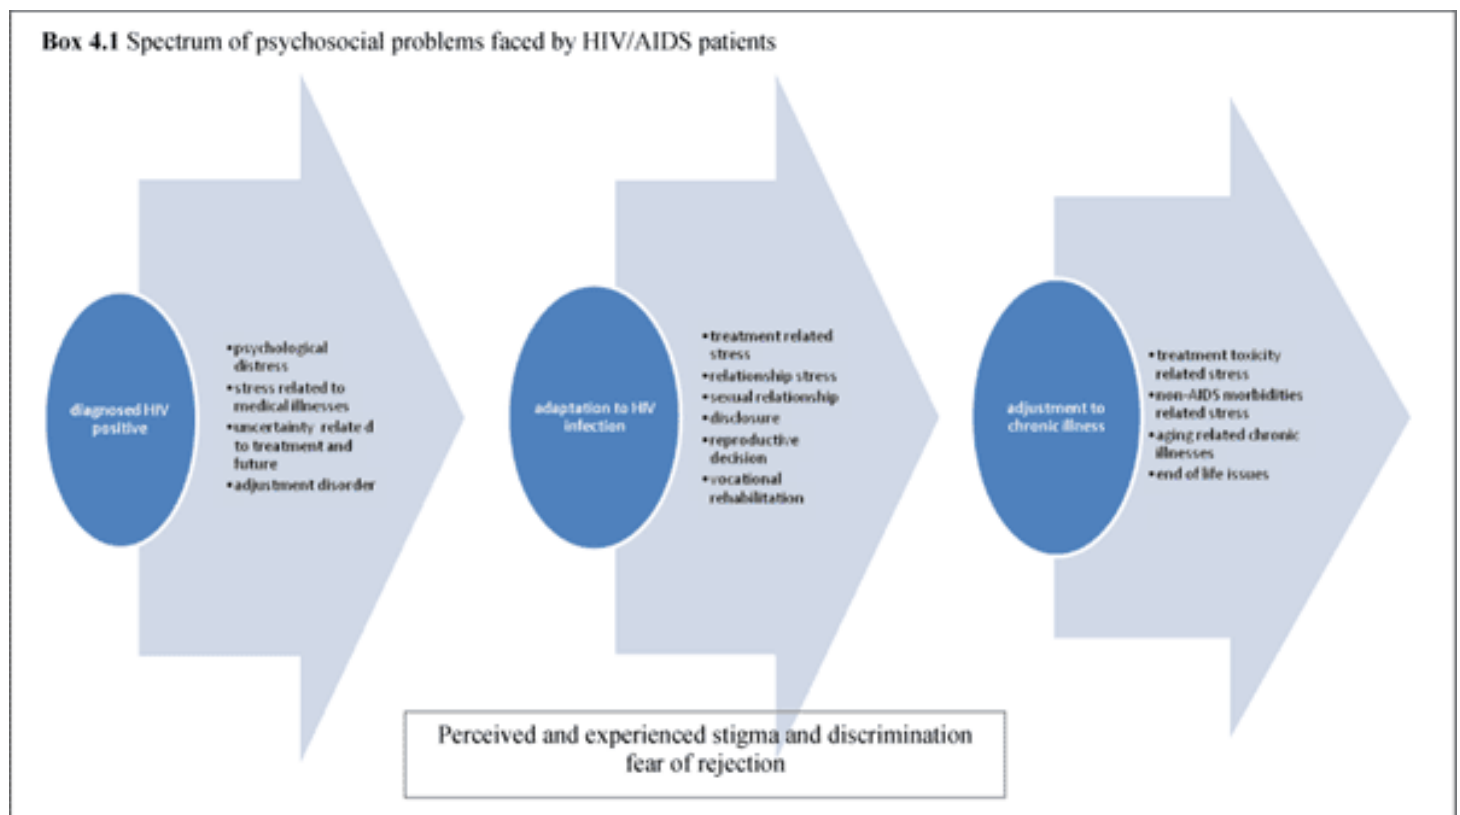 Box 4.1 Spectrum of psychosocial problems faced by HIV/AIDS patients
diagnosed HIV
positive
•psychological
distress
•stress related to
medical illnesses
•uncertainty related
to treatment and
future
•adjustment disorder
adaptation to HIV
infection
•treatment related
stress
•relationship stress
•sexual relationship
•disclosure
•reproductive
decision
•vocational
rehabilitation
adjustment to
chronic illness
•treatment toxicity
related stress
•non-AIDS morbidities
related stress
•aging related chronic
illnesses
•end of life issues
Perceived and experienced stigma and discrimination
fear of rejection